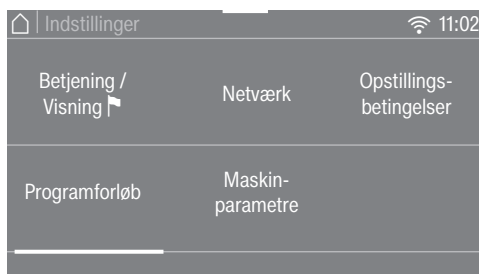 Indstillinger
11:02
Betjening /
Visning
Netværk
Opstillings-
betingelser
Programforløb
Maskin-
parametre